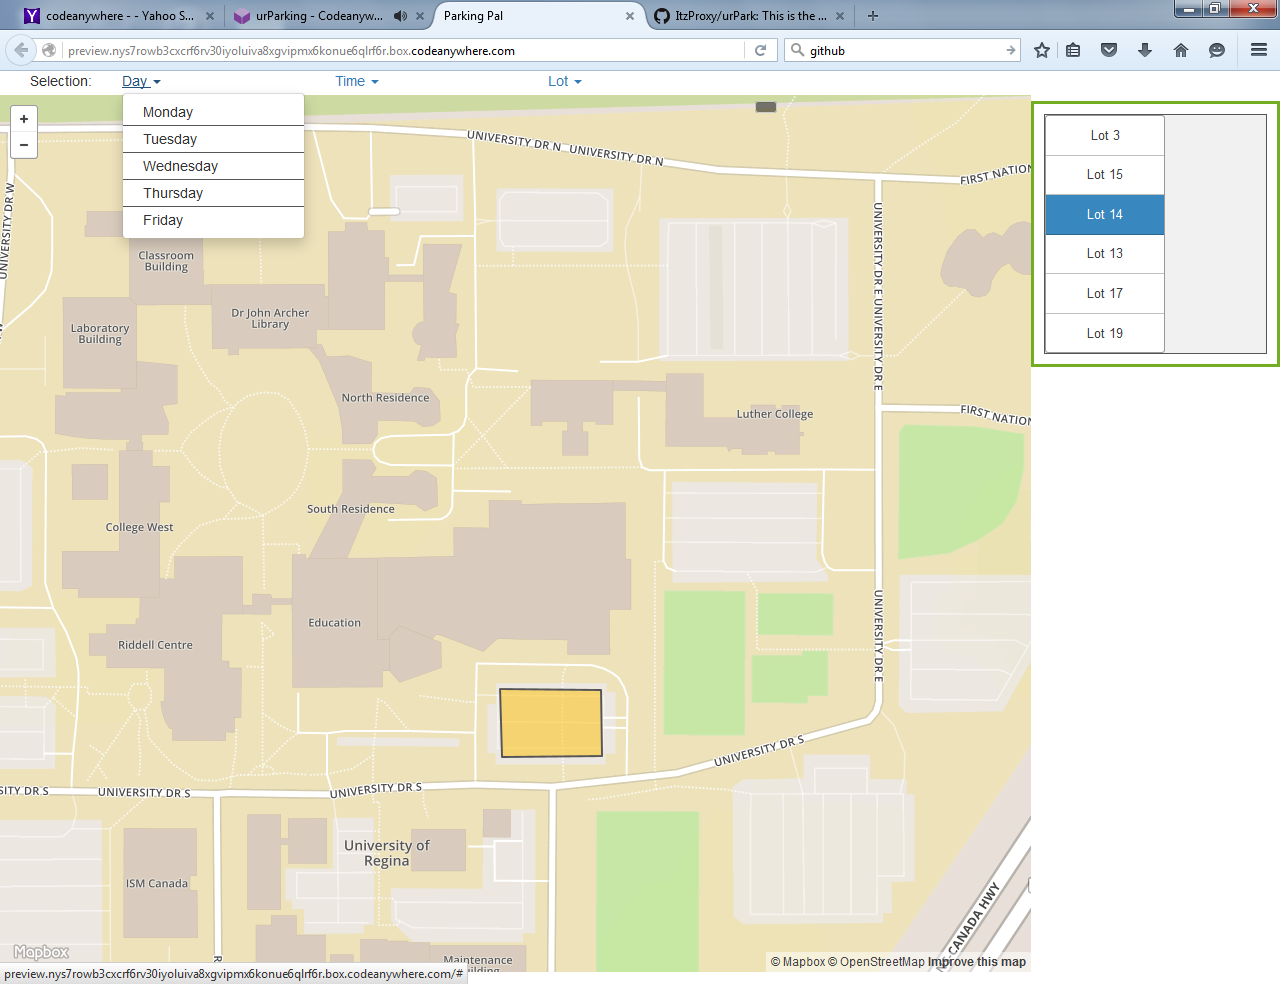 codeanywhere - - Yahoo S...
urParking - Codeanyw...
Parking Pal
ItzProxy/urPark: This is the ...
preview.nys7rowb3cxcrf6rv30iyoluiva8xgvipmx6konue6qlrf6r.box.codeanywhere.com
github
Selection:
Day
Time
Lot
Monday
Tuesday
Wednesday
Thursday
Friday
+
−
Lot 3
Lot 15
Lot 14
Lot 13
Lot 17
Lot 19
UNIVERSITY DR N
UNIVERSITY DR N
FIRST NATION
UNIVERSITY DR W
UNIVERSITY DR E
UNIVERSITY DR E
Classroom
Building
Dr John Archer
Library
Laboratory
Building
North Residence
Luther College
FIRST NATION
South Residence
College West
Education
Riddell Centre
UNIVERSITY DR E
UNIVERSITY DR S
SITY DR S
UNIVERSITY DR S
UNIVERSITY DR S
University of
Regina
ISM Canada
Maintenance
Building
-CANADA HWY
R
Mapbox
© Mapbox © OpenStreetMap Improve this map
preview.nys7rowb3cxcrf6rv30iyoluiva8xgvipmx6konue6qlrf6r.box.codeanywhere.com/#